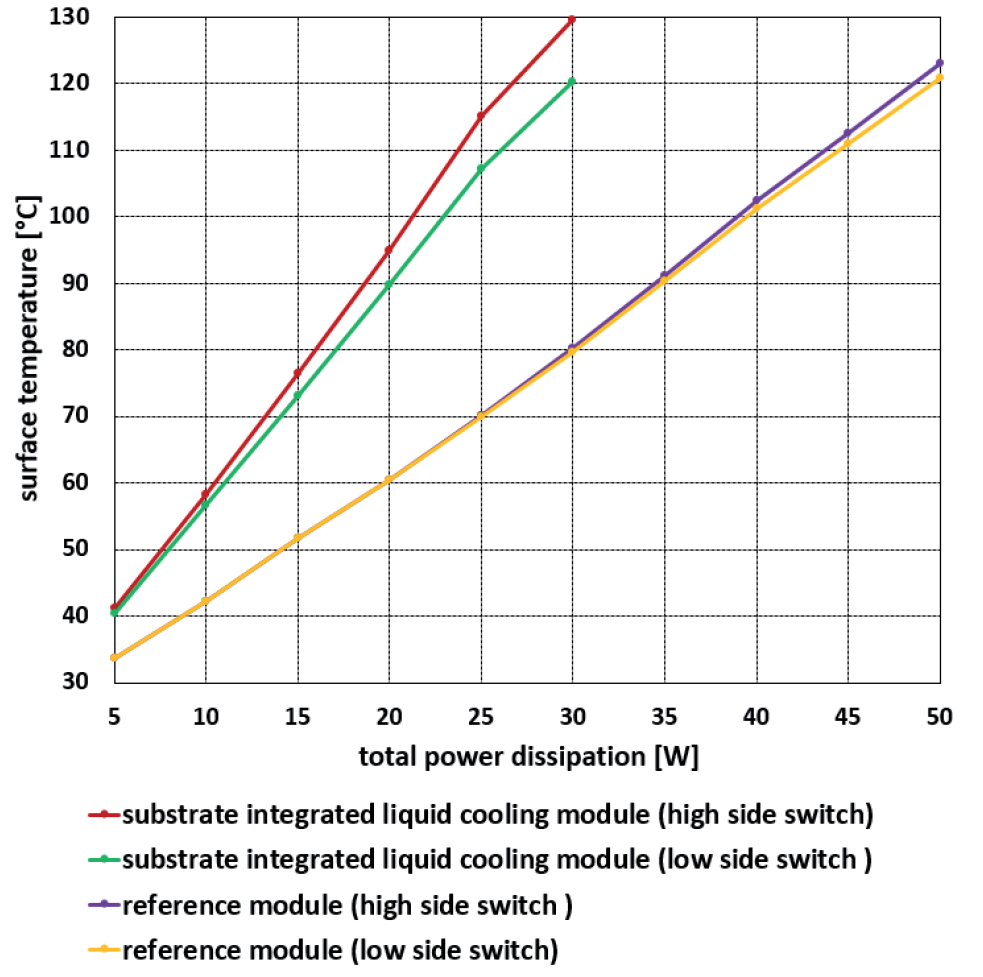 130
120
110
100
90
80
70
60
50
40
30
surface temperature [°C]
5 10 15 20 25 30 35 40 45 50
total power dissipation [W]
substrate integrated liquid cooling module (high side switch)
substrate integrated liquid cooling module (low side switch )
reference module (high side switch )
reference module (low side switch)